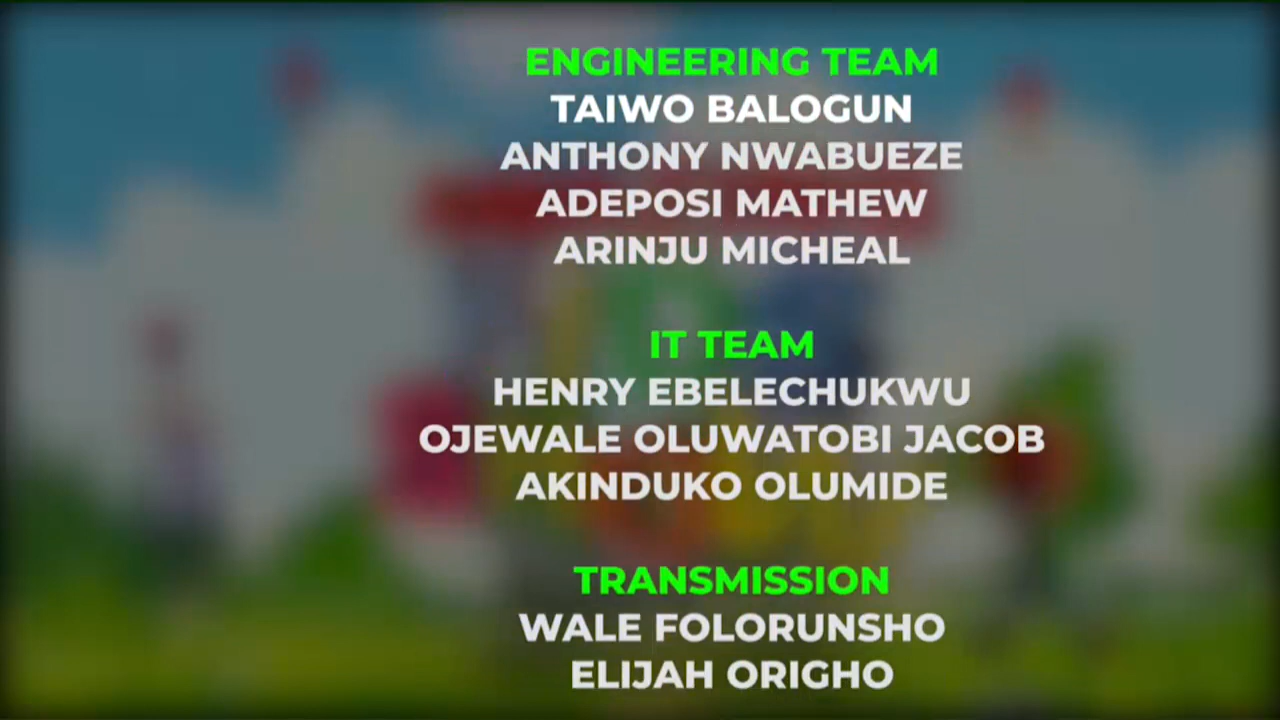 ENGINEERING TEAM
TAIWO BALOGUN
ANTHONY NWABUEZE
ADEPOSI MATHEW
ARINJU MICHEAL
IT TEAM
HENRY EBELECHUKWU
OJEWALE OLUWATOBI JACOB
AKINDUKO OLUMIDE
TRANSMISSION
WALE FOLORUNSHO
ELIJAH ORIGHO